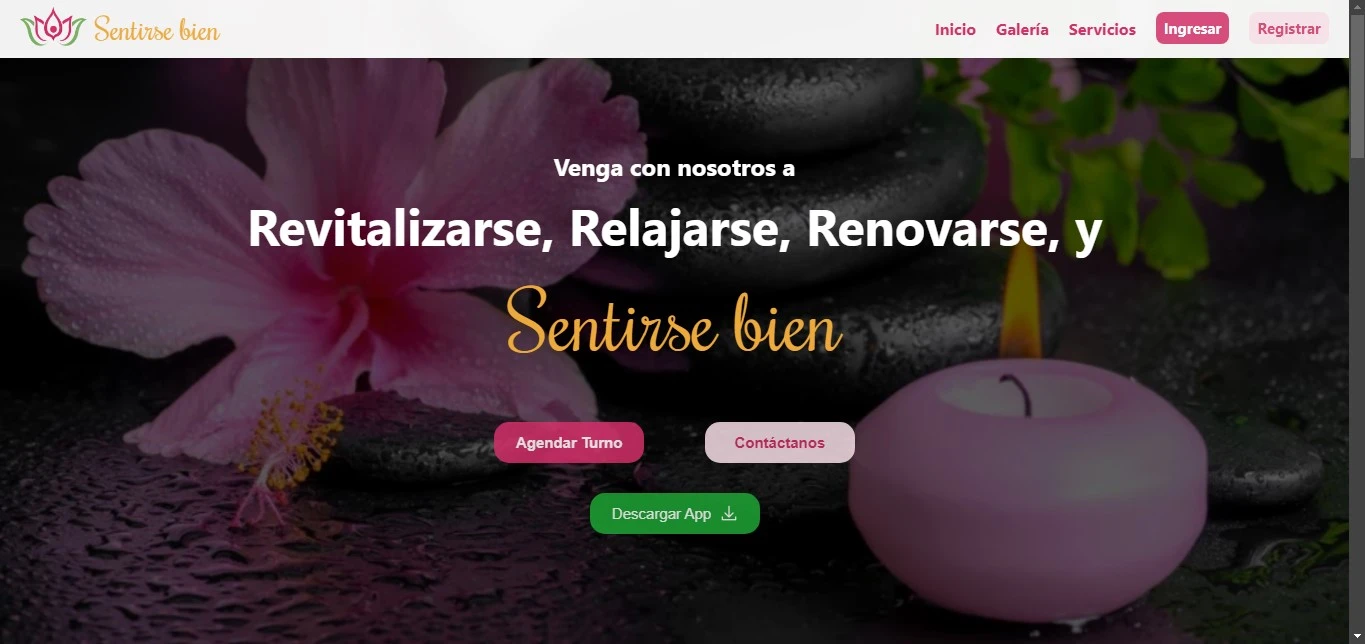 Sentirse bien
Inicio Galería Servicios Ingresar Registrar
Venga con nosotros a
Revitalizarse, Relajarse, Renovarse, y
Sentirse bien
Agendar Turno
Contáctanos
Descargar App